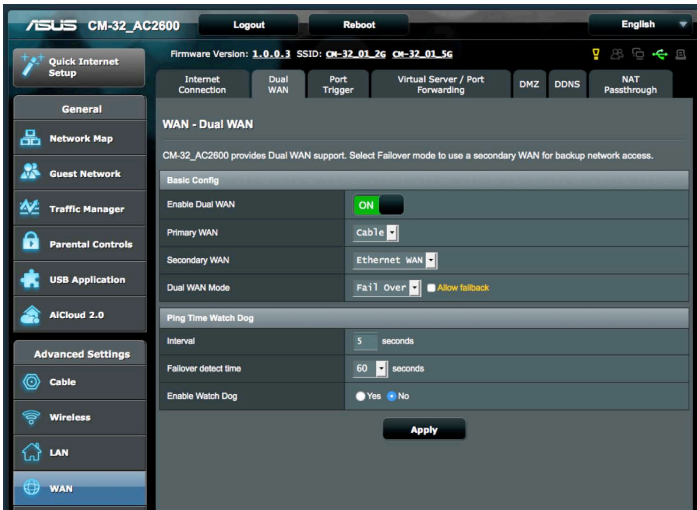 ASUS CM-32_AC2600 Logout Reboot English
Quick Internet Setup
Firmware Version: 1.0.0.3 SSID: CM-32_01_2G CM-32_01_5G
Internet Connection
Dual WAN
Port Trigger
Virtual Server / Port Forwarding
DMZ
DDNS
NAT Passthrough
General
Network Map
Guest Network
Traffic Manager
Parental Controls
USB Application
AiCloud 2.0
Advanced Settings
Cable
Wireless
LAN
WAN
WAN - Dual WAN
CM-32_AC2600 provides Dual WAN support. Select Failover mode to use a secondary WAN for backup network access.
Basic Config
Enable Dual WAN ON
Primary WAN Cable
Secondary WAN Ethernet WAN
Dual WAN Mode Fail Over Allow failback
Ping Time Watch Dog
Interval 5 seconds
Failover detect time 60 seconds
Enable Watch Dog Yes No
Apply